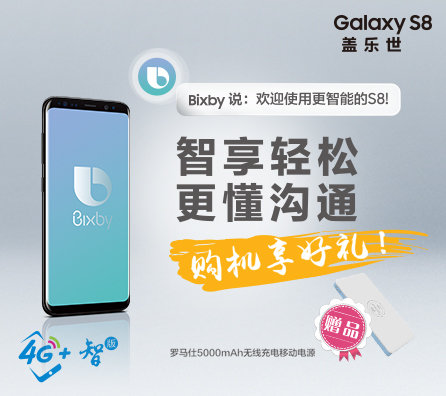 Galaxy S8
盖乐世
Bixby 说：欢迎使用更智能的S8!
智享轻松
更懂沟通
Bixby
购机享好礼！
赠品
4G+ 智版
罗马仕5000mAh无线充电移动电源